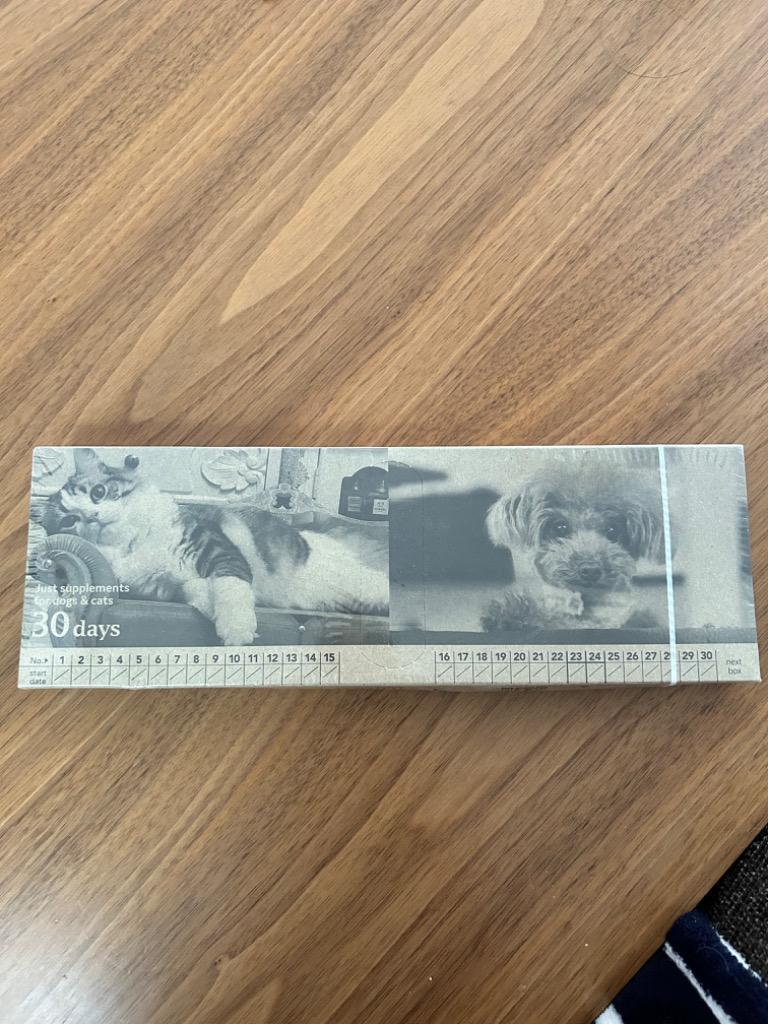 Just supplements
for dogs & cats
30 days
No. 1 2 3 4 5 6 7 8 9 10 11 12 13 14 15 16 17 18 19 20 21 22 23 24 25 26 27 28 29 30 next box
start date